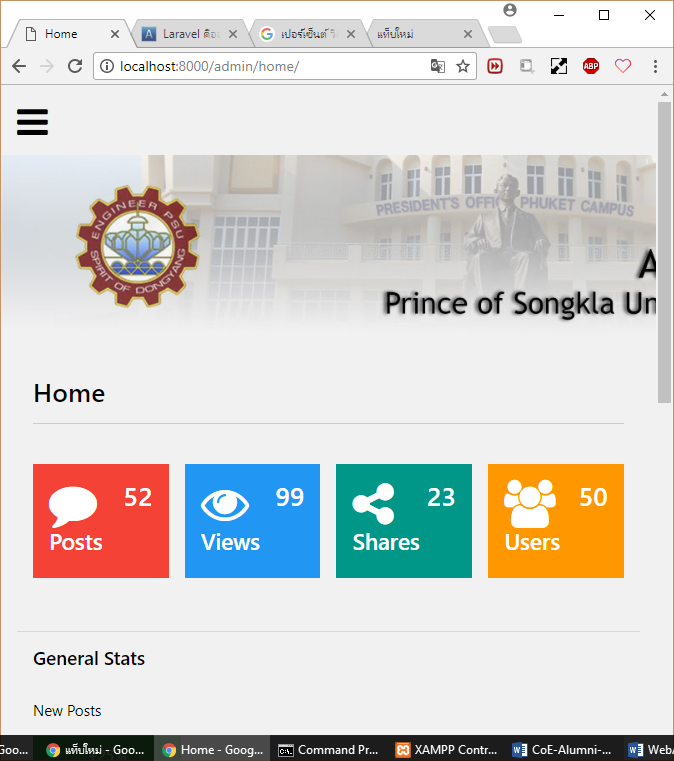 Home
Laravel คือ
เปอร์เซ็นต์
แท็บใหม่
localhost:8000/admin/home/
ABP
ENGINEER PSU
SPIRIT OF DONGYANG
PRESIDENT'S OFFI PHUKET CAMPUS
A
Prince of Songkla Un
Home
52
Posts
99
Views
23
Shares
50
Users
General Stats
New Posts
Goo...
แท็บใหม่ - Goo...
Home - Goog...
Command Pr...
XAMPP Contr...
CoE-Alumni-...
WebA